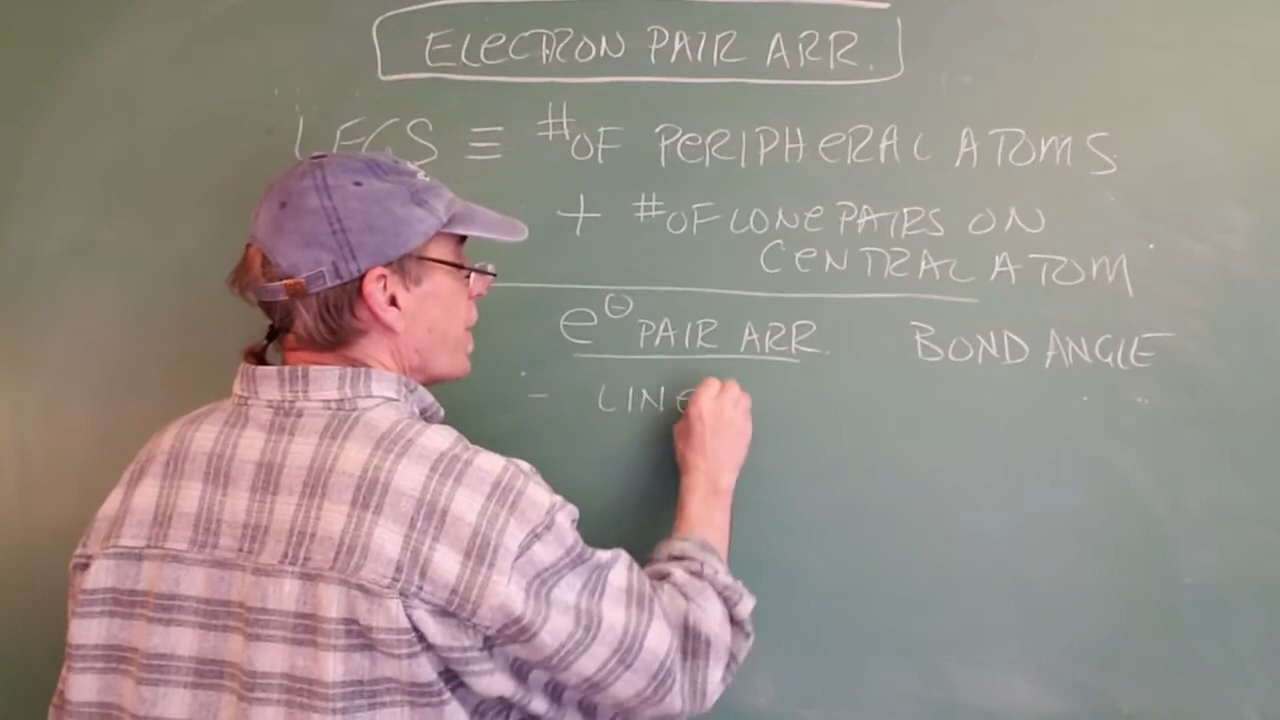 ELECTRON PAIR ARR.
LEGS ≡ # OF PERIPHERAL ATOMS
+ # OF LONE PAIRS ON
CENTRAL ATOM
e⊖ PAIR ARR. BOND ANGLE
- LINE